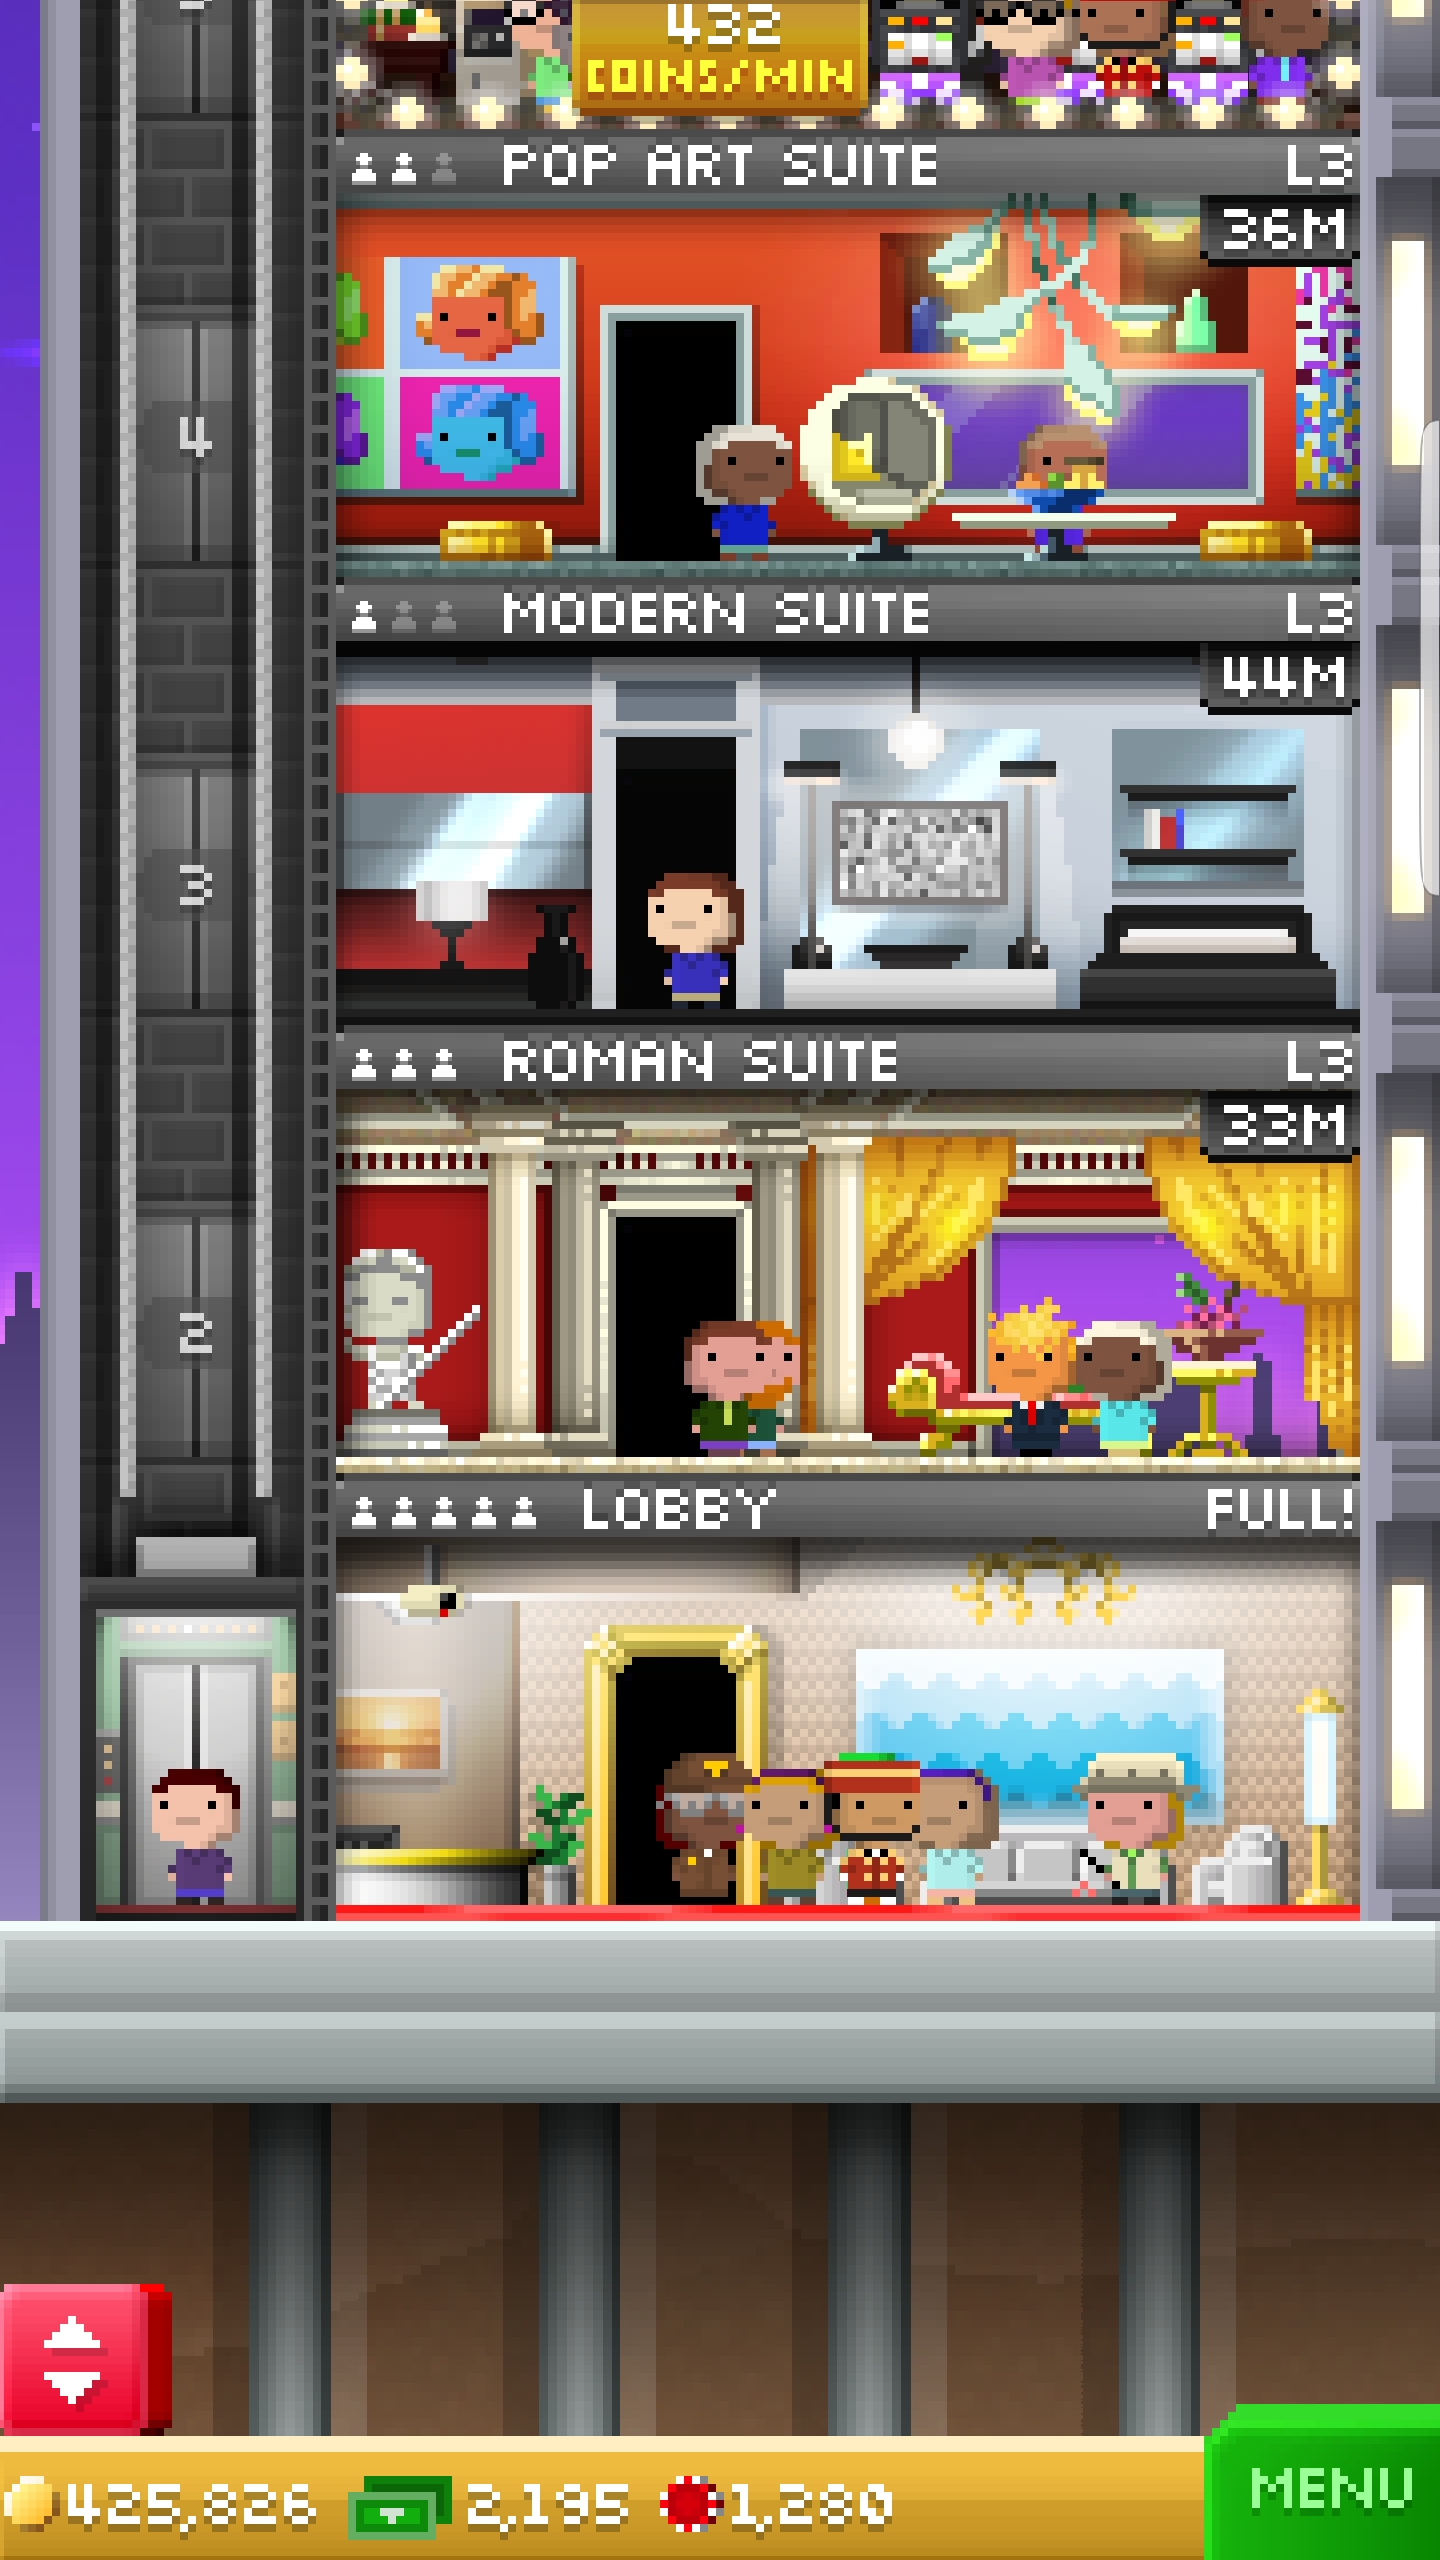 432
COINS/MIN
POP ART SUITE L3
36M
4
MODERN SUITE L3
44M
3
ROMAN SUITE L3
33M
2
LOBBY FULL!
425,826 2,195 1,280
MENU